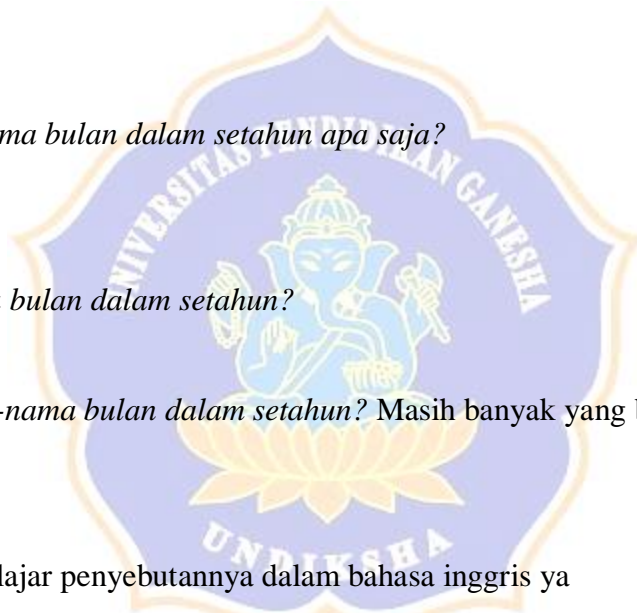 ma bulan dalam setahun apa saja?
UNIVERSITAS PENDIDIKAN GANESHA
bulan dalam setahun?
-nama bulan dalam setahun? Masih banyak yang
UNDIKSHA
lajar penyebutannya dalam bahasa inggris ya